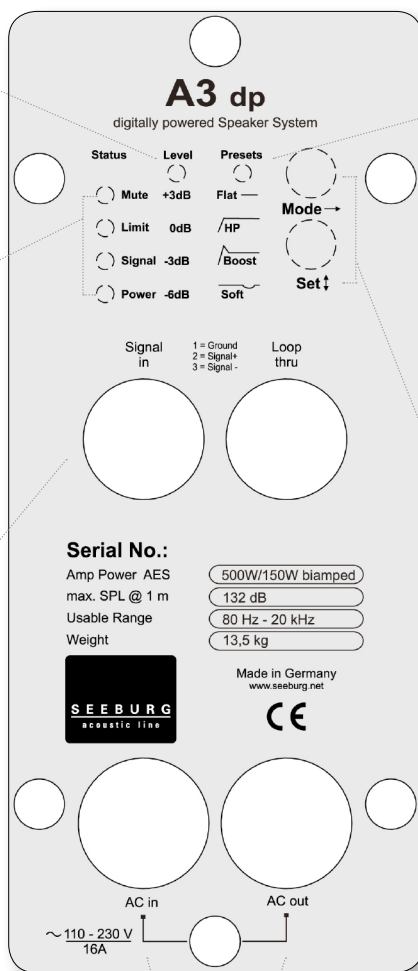 A3 dp
digitally powered Speaker System
Status Level Presets
Mute +3dB Flat
Limit 0dB HP
Signal -3dB Boost
Power -6dB Soft
Mode→
Set↕
Signal
in
1 = Ground
2 = Signal+
3 = Signal -
Loop
thru
Serial No.:
Amp Power AES 500W/150W biamped
max. SPL @ 1 m 132 dB
Usable Range 80 Hz - 20 kHz
Weight 13,5 kg
SEEBURG
acoustic line
Made in Germany
www.seeburg.net
CE
AC in
AC out
~ 110 - 230 V
16A